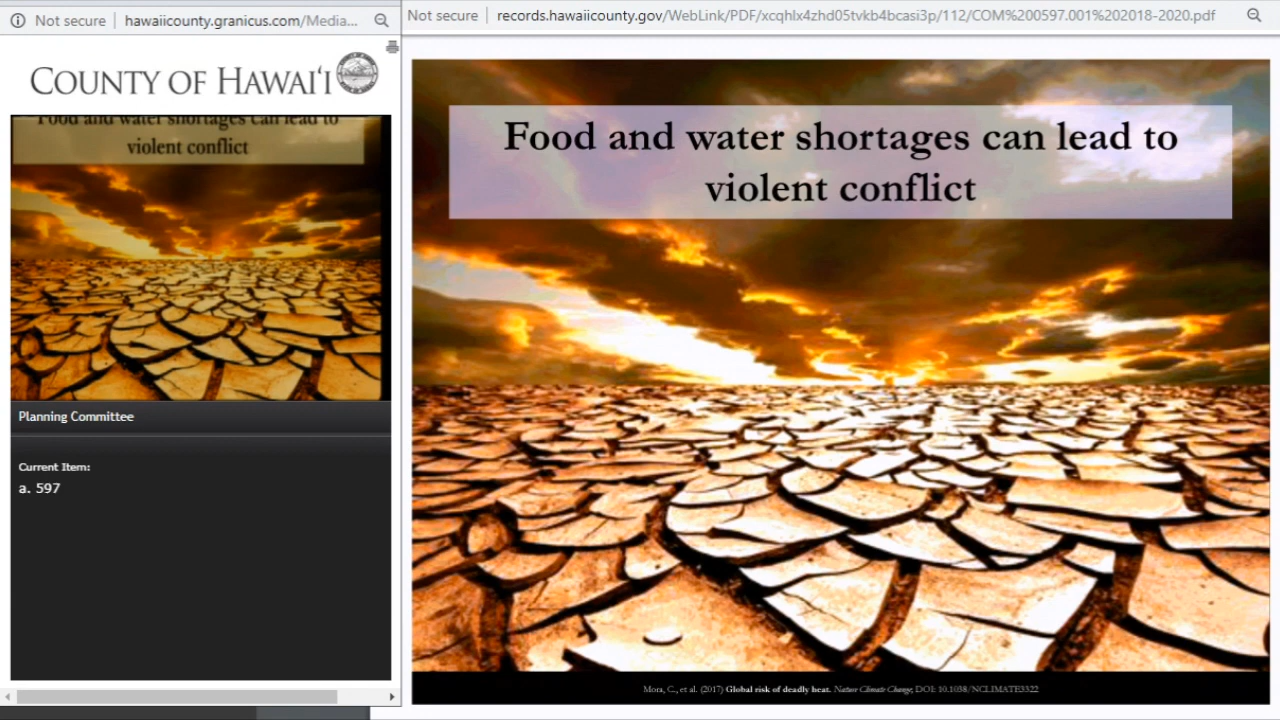 Not secure
hawaiicounty.granicus.com/Media...
COUNTY OF HAWAIʻI
Food and water shortages can lead to
violent conflict
Planning Committee
Current Item:
a. 597
Not secure
records.hawaiicounty.gov/WebLink/PDF/xcqhlx4zhd05tvkb4bcasi3p/112/COM%200597.001%202018-2020.pdf
Food and water shortages can lead to
violent conflict
Mora, C., et al. (2017) Global risk of deadly heat. Nature Climate Change, DOI: 10.1038/NCLIMATE3322